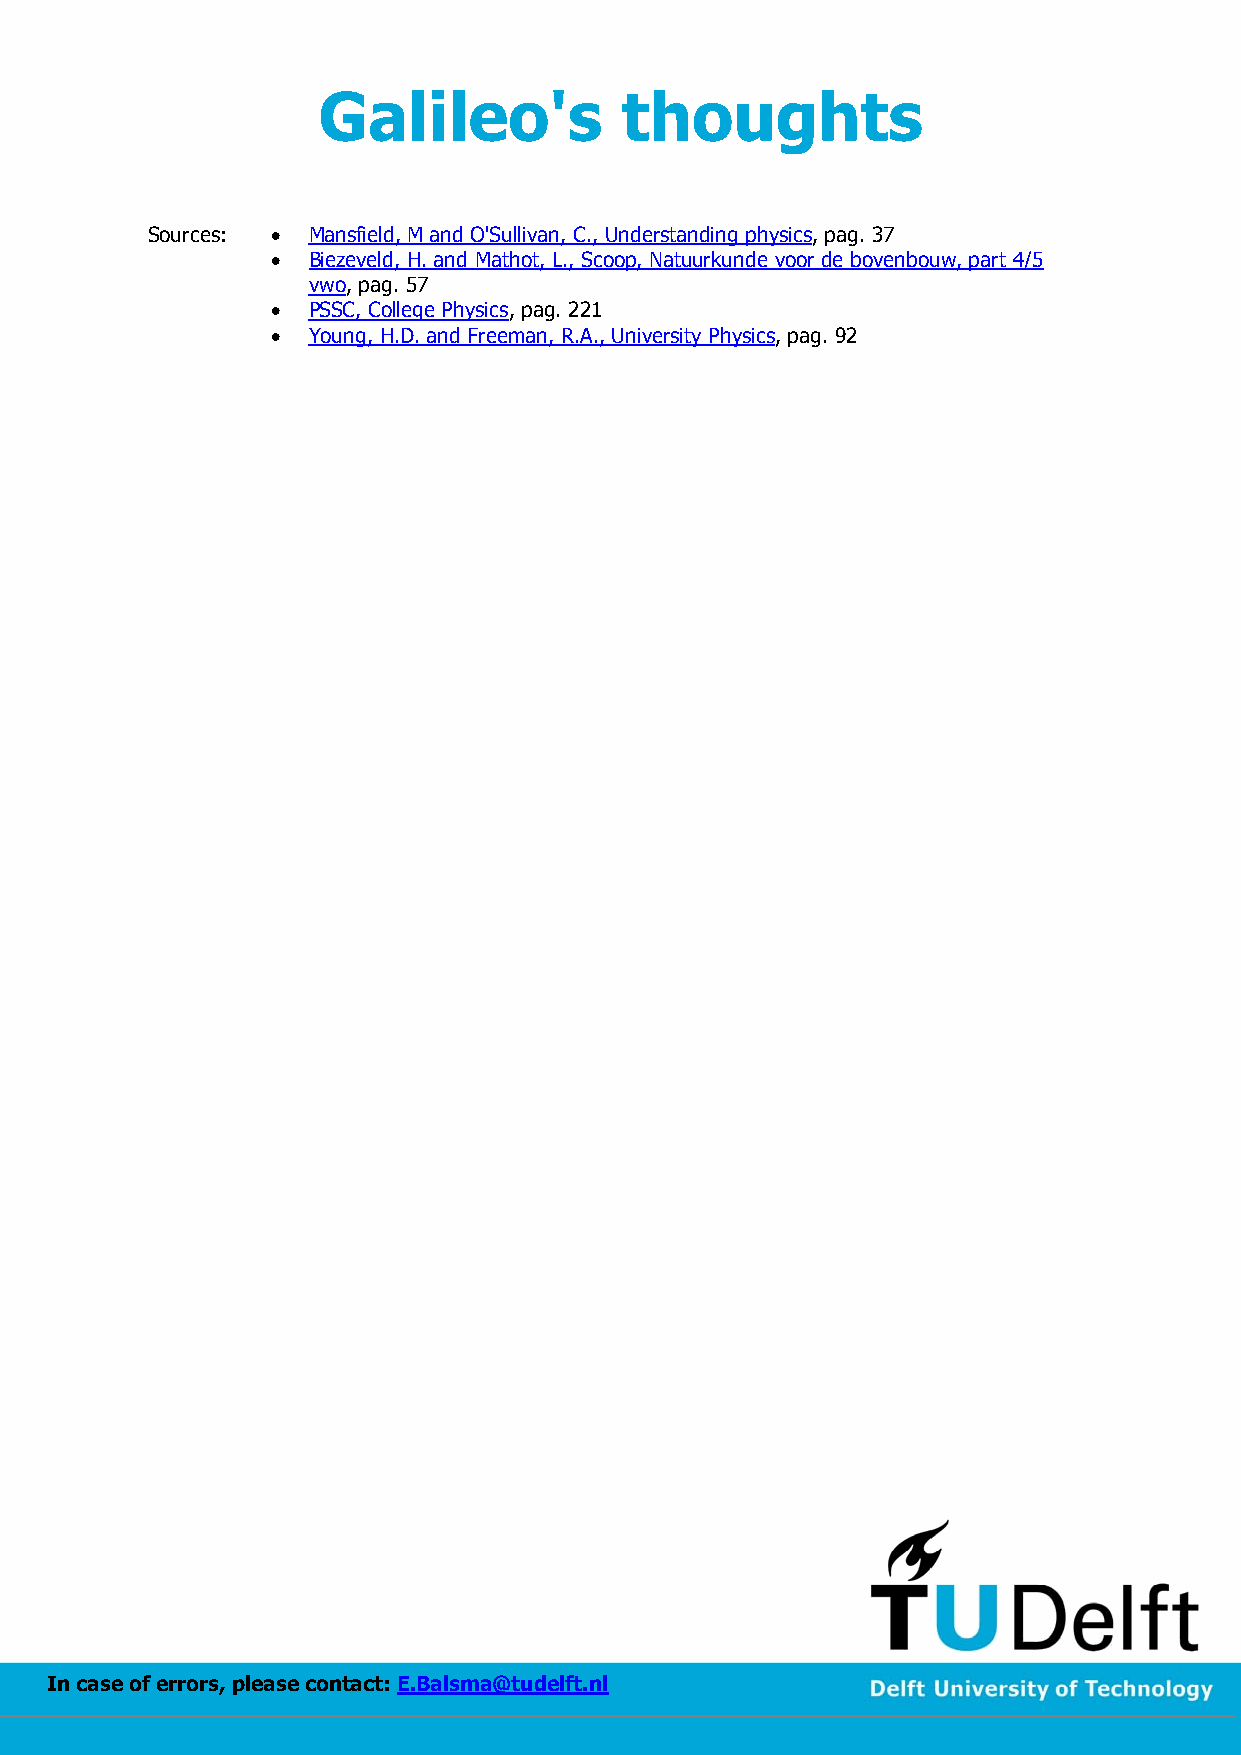 Galileo's thoughts
Sources: • Mansfield, M and O'Sullivan, C., Understanding physics, pag. 37
• Biezeveld, H. and Mathot, L., Scoop, Natuurkunde voor de bovenbouw, part 4/5
vwo, pag. 57
• PSSC, College Physics, pag. 221
• Young, H.D. and Freeman, R.A., University Physics, pag. 92
TUDelft
In case of errors, please contact: E.Balsma@tudelft.nl
Delft University of Technology